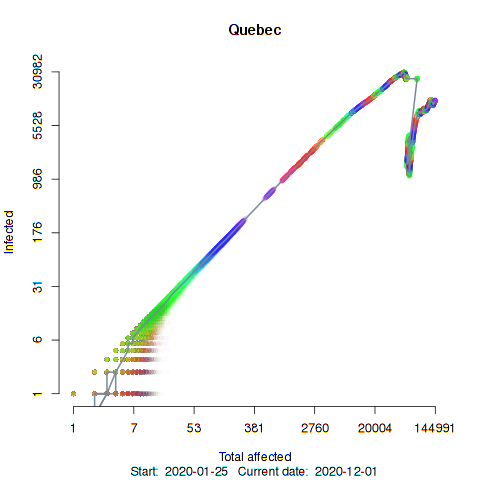 Quebec
Infected
30982
5528
986
176
31
6
1
1 7 53 381 2760 20004 144991
Total affected
Start: 2020-01-25 Current date: 2020-12-01